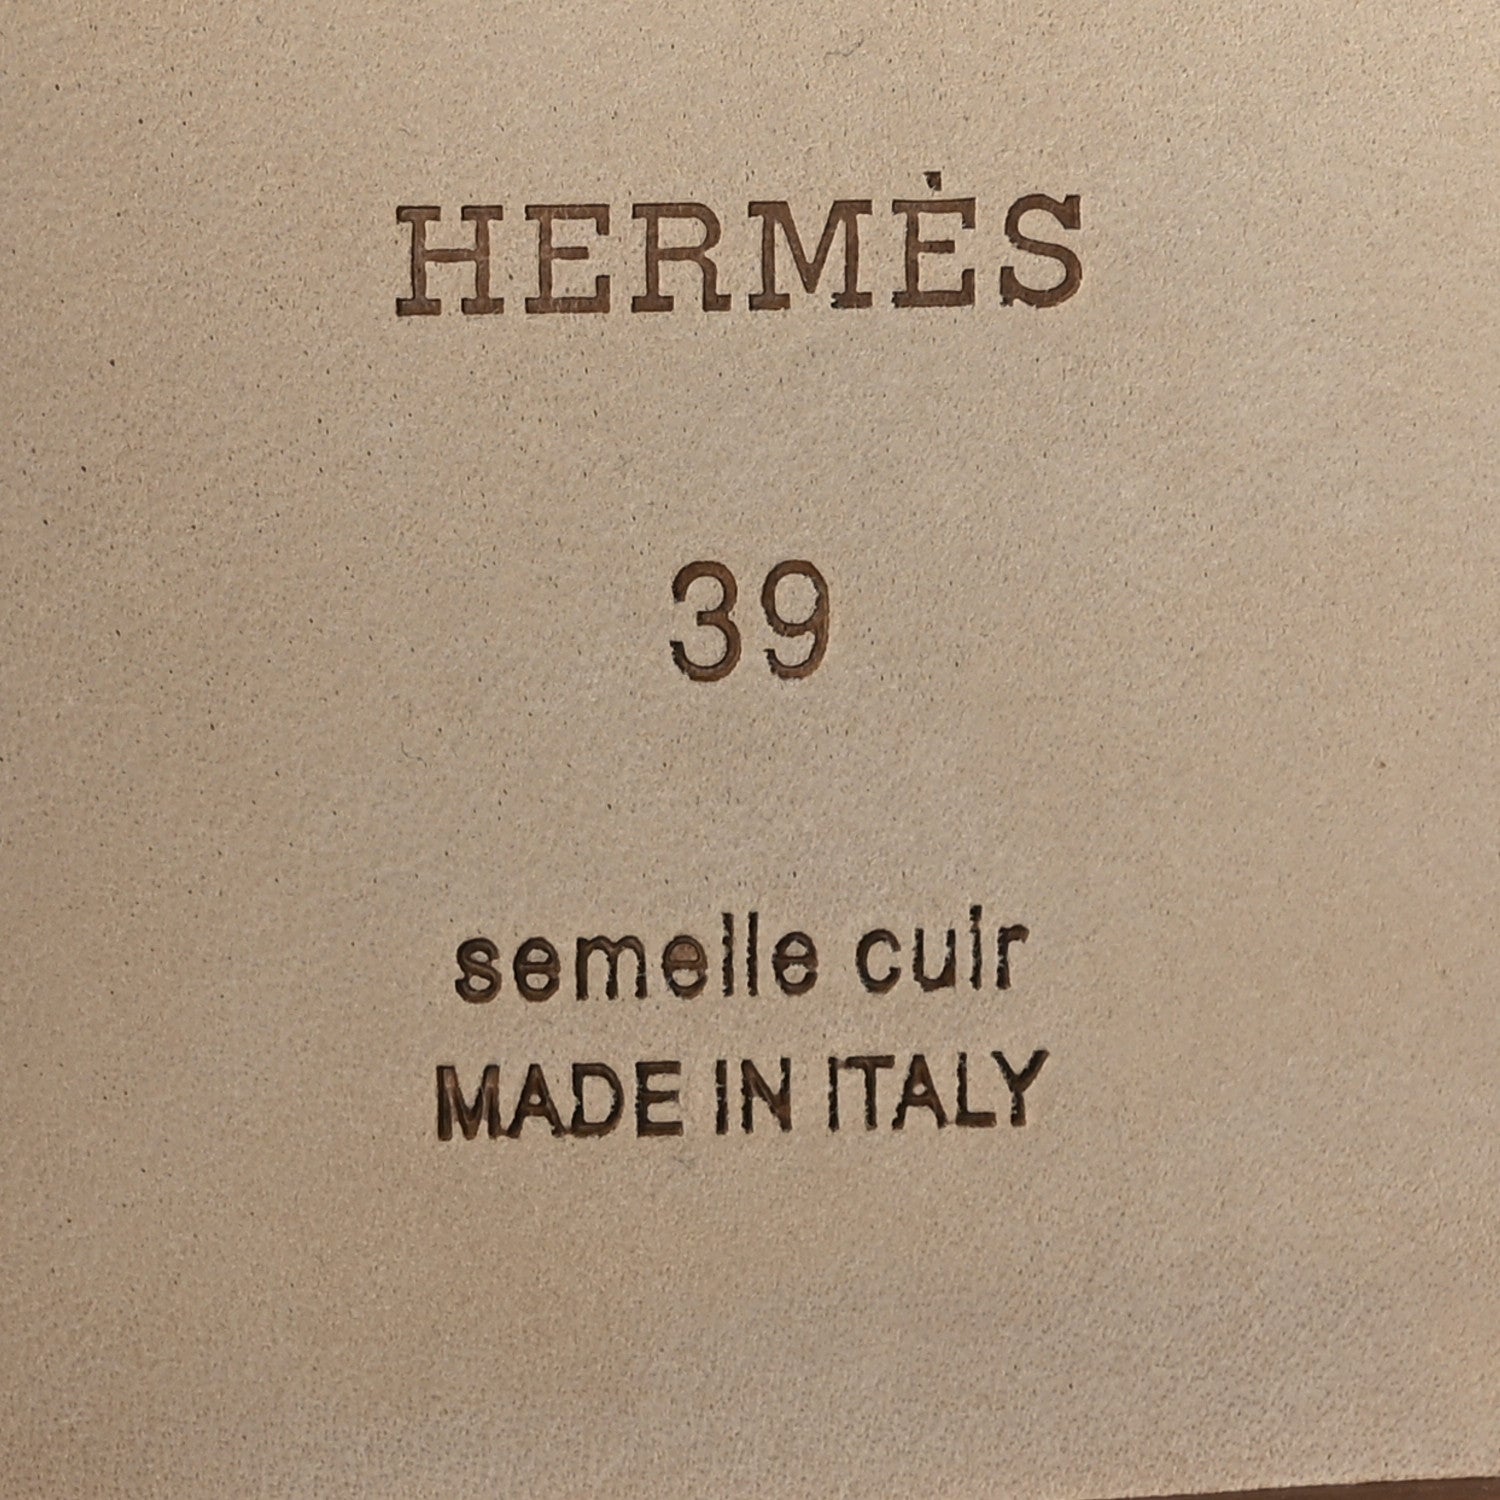 HERMÈS
39
semelle cuir
MADE IN ITALY